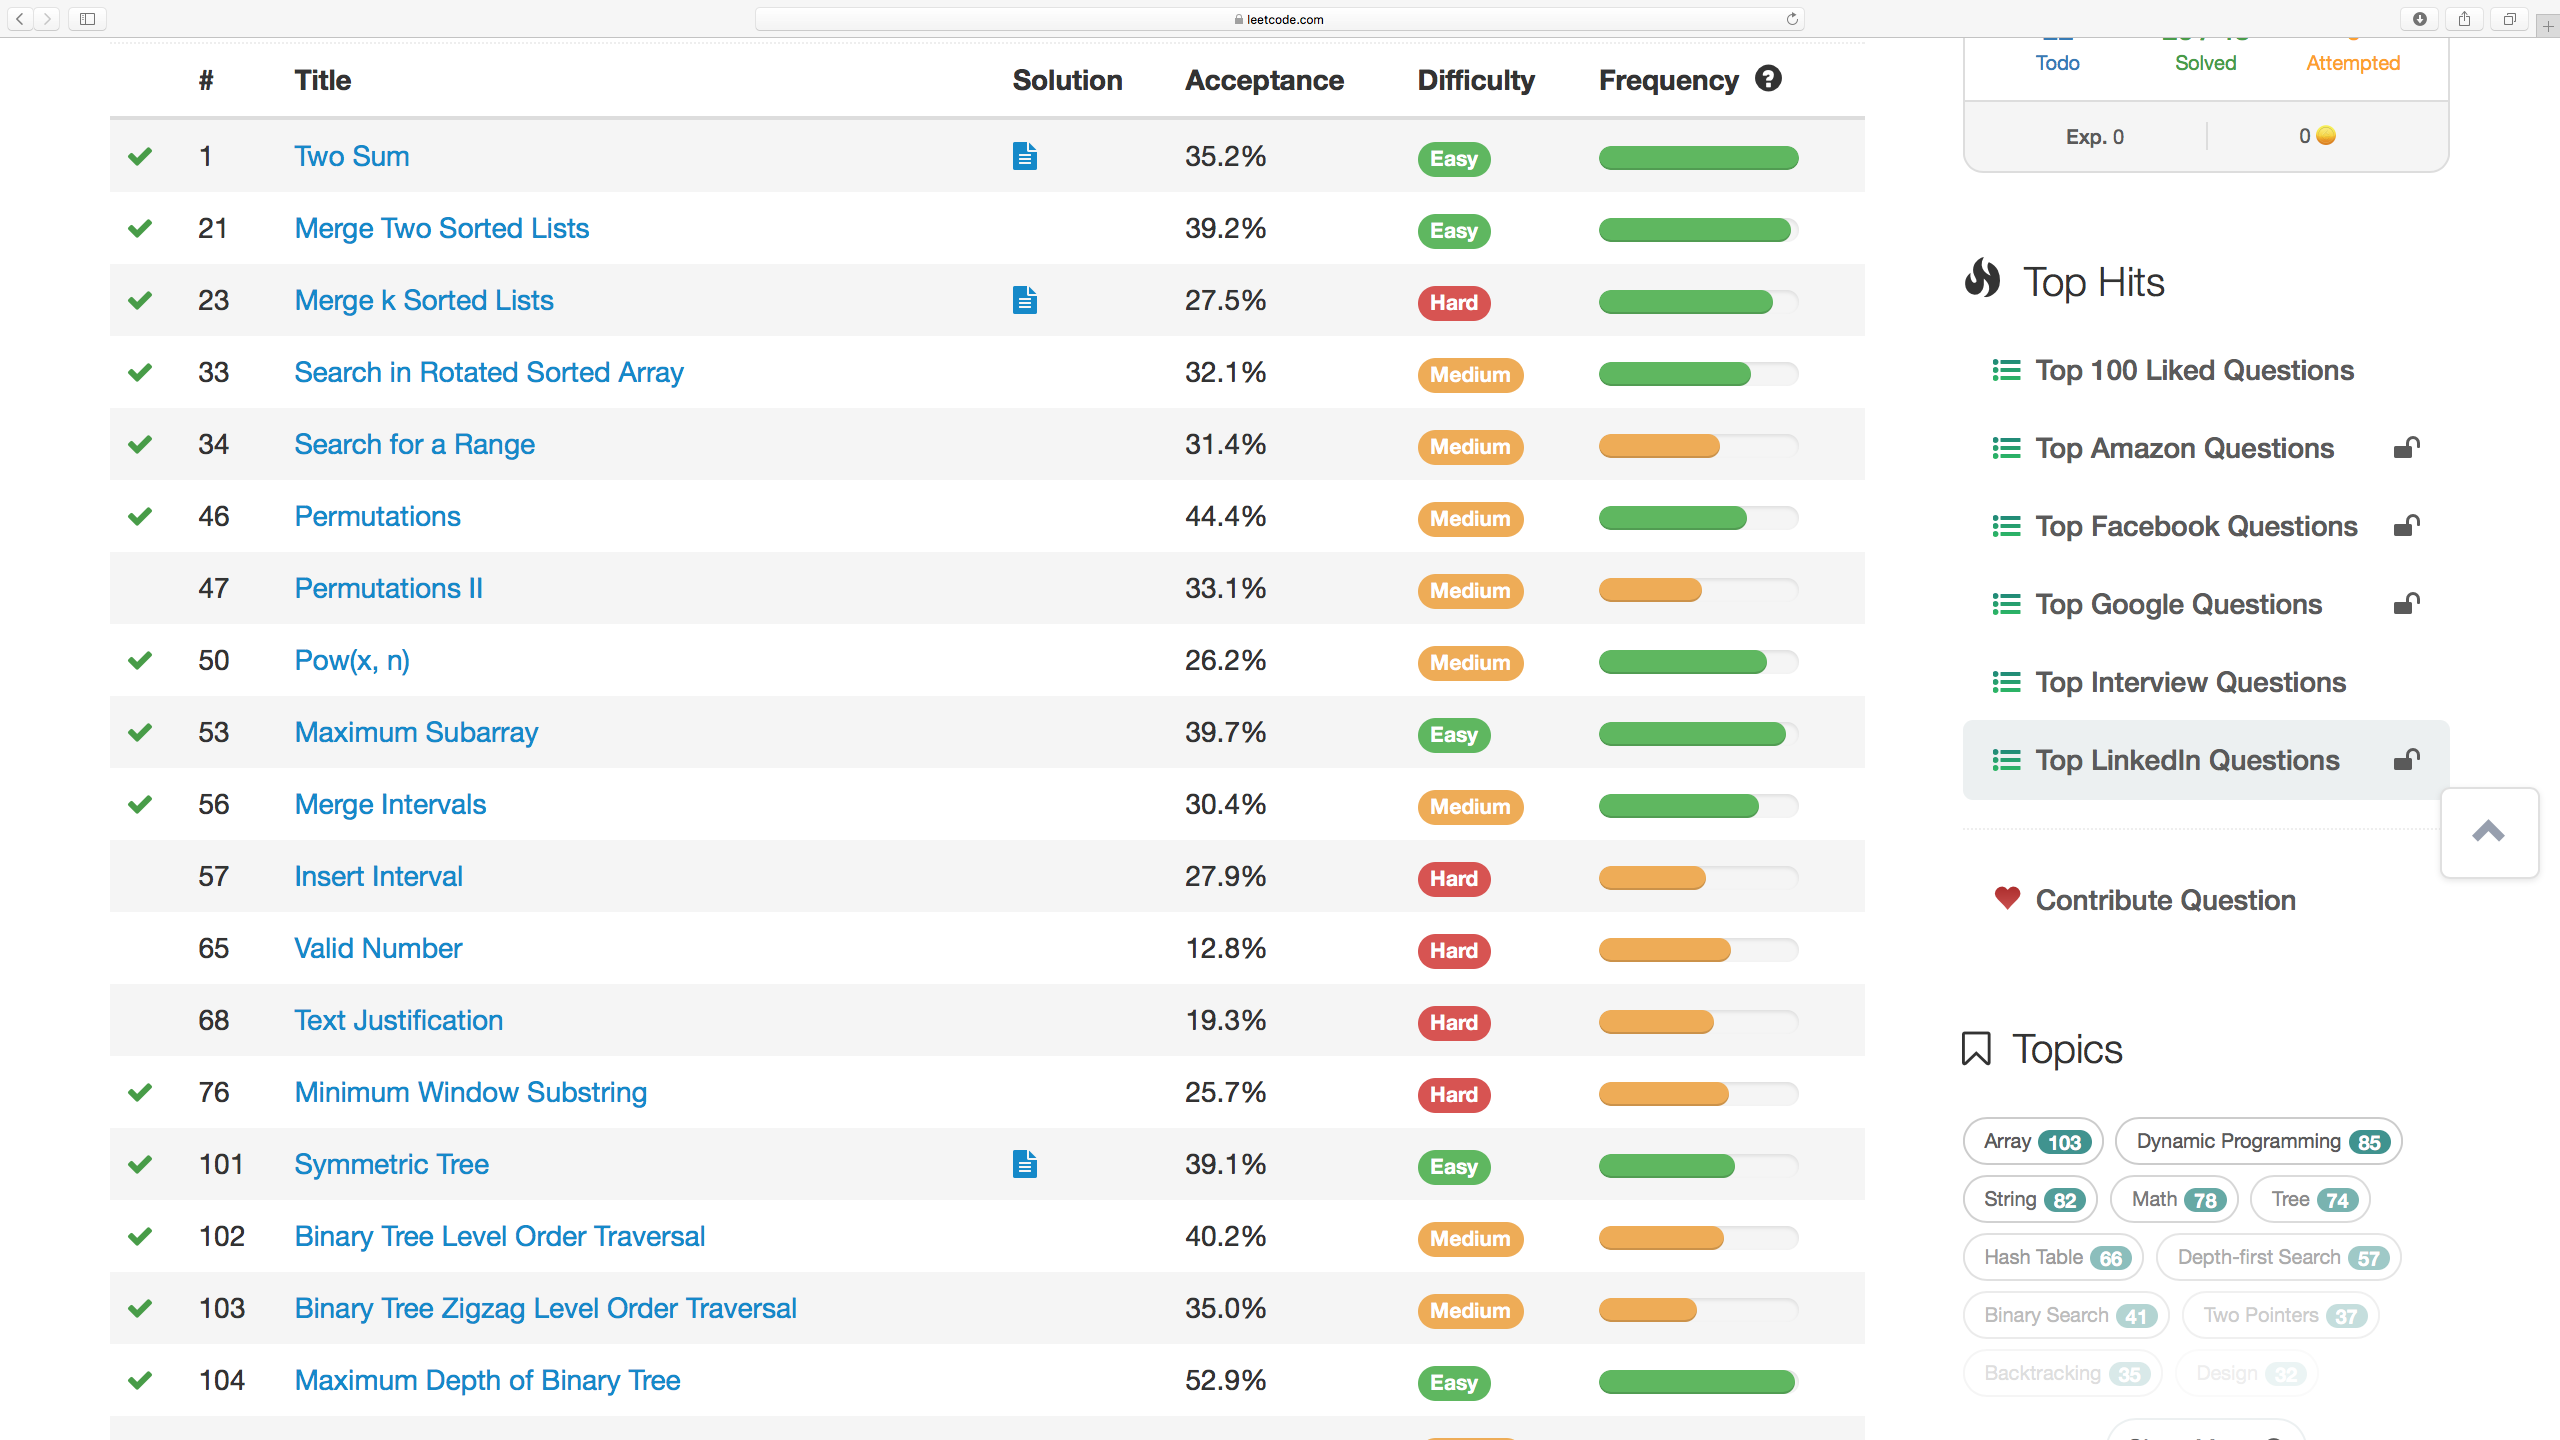 leetcode.com
# Title Solution Acceptance Difficulty Frequency
1 Two Sum 35.2% Easy
21 Merge Two Sorted Lists 39.2% Easy
23 Merge k Sorted Lists 27.5% Hard
33 Search in Rotated Sorted Array 32.1% Medium
34 Search for a Range 31.4% Medium
46 Permutations 44.4% Medium
47 Permutations II 33.1% Medium
50 Pow(x, n) 26.2% Medium
53 Maximum Subarray 39.7% Easy
56 Merge Intervals 30.4% Medium
57 Insert Interval 27.9% Hard
65 Valid Number 12.8% Hard
68 Text Justification 19.3% Hard
76 Minimum Window Substring 25.7% Hard
101 Symmetric Tree 39.1% Easy
102 Binary Tree Level Order Traversal 40.2% Medium
103 Binary Tree Zigzag Level Order Traversal 35.0% Medium
104 Maximum Depth of Binary Tree 52.9% Easy
Todo Solved Attempted
Exp. 0 0
Top Hits
Top 100 Liked Questions
Top Amazon Questions
Top Facebook Questions
Top Google Questions
Top Interview Questions
Top LinkedIn Questions
Contribute Question
Topics
Array 103 Dynamic Programming 85
String 82 Math 78 Tree 74
Hash Table 66 Depth-first Search 57
Binary Search 41 Two Pointers 37
Backtracking 35 Design 32